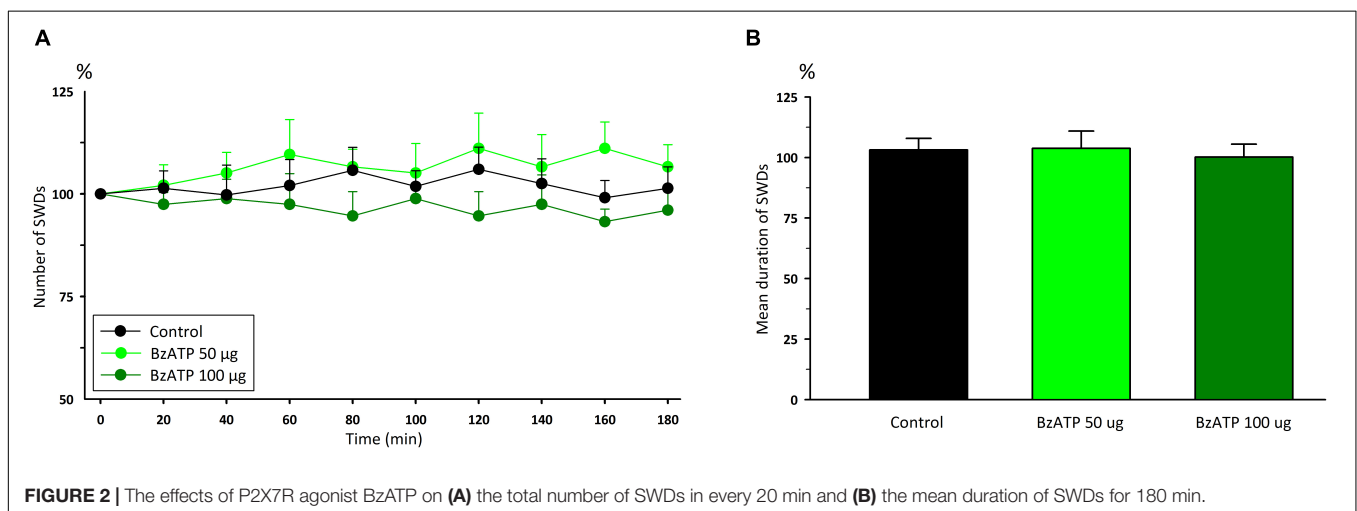 A
%
125
100
75
50
Number of SWDs
Control
BzATP 50 µg
BzATP 100 µg
0 20 40 60 80 100 120 140 160 180
Time (min)
B
%
125
100
75
50
25
0
Mean duration of SWDs
Control BzATP 50 ug BzATP 100 ug
FIGURE 2 | The effects of P2X7R agonist BzATP on (A) the total number of SWDs in every 20 min and (B) the mean duration of SWDs for 180 min.